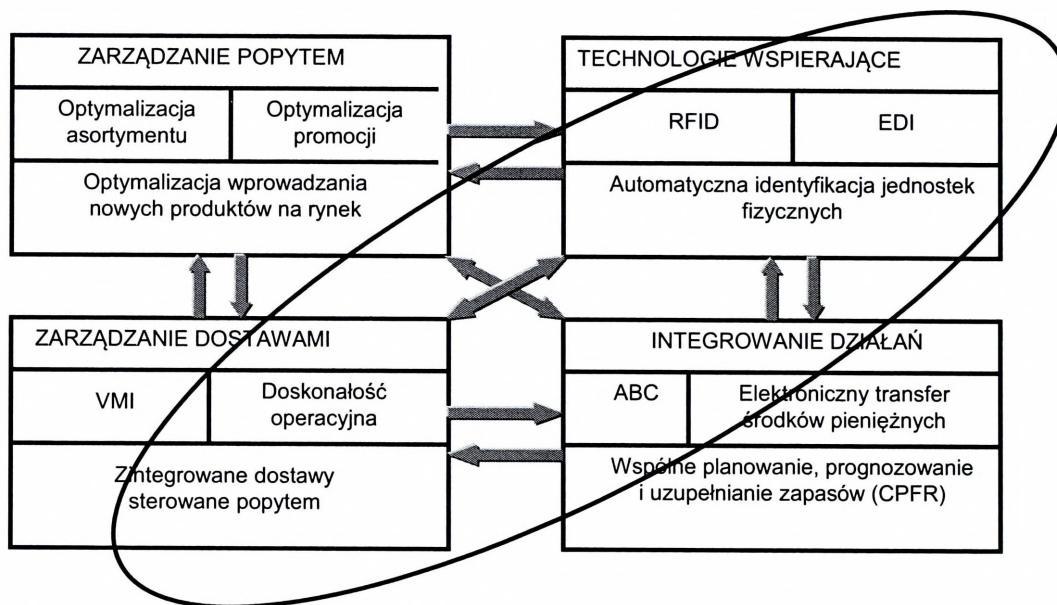 ZARZĄDZANIE POPYTEM
Optymalizacja
asortymentu
Optymalizacja
promocji
Optymalizacja wprowadzania
nowych produktów na rynek
TECHNOLOGIE WSPIERAJĄCE
RFID
EDI
Automatyczna identyfikacja jednostek
fizycznych
ZARZĄDZANIE DOSTAWAMI
VMI
Doskonałość
operacyjna
Zintegrowane dostawy
sterowane popytem
INTEGROWANIE DZIAŁAŃ
ABC
Elektroniczny transfer
środków pieniężnych
Wspólne planowanie, prognozowanie
i uzupełnianie zapasów (CPFR)